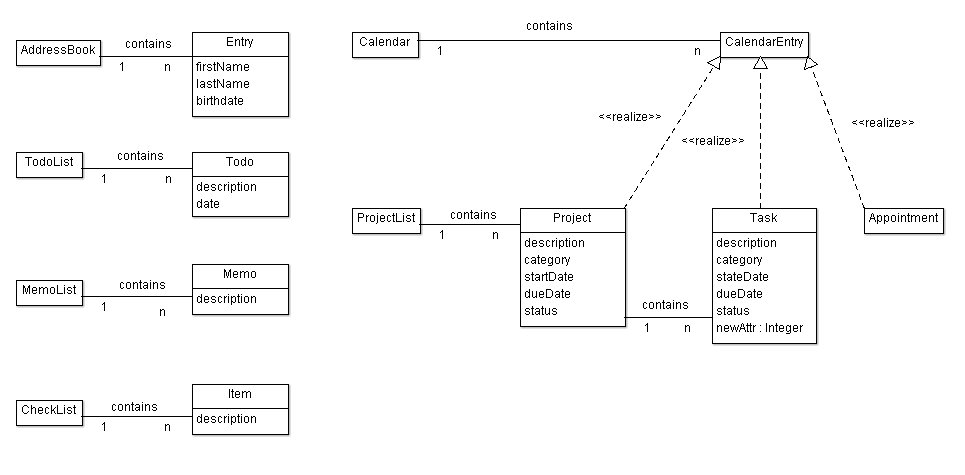 AddressBook
contains
1 n
Entry
firstName
lastName
birthdate
TodoList
contains
1 n
Todo
description
date
MemoList
contains
1 n
Memo
description
CheckList
contains
1 n
Item
description
Calendar
contains
1 n
CalendarEntry
<<realize>>
<<realize>>
<<realize>>
ProjectList
contains
1 n
Project
description
category
startDate
dueDate
status
contains
1 n
Task
description
category
stateDate
dueDate
status
newAttr : Integer
Appointment